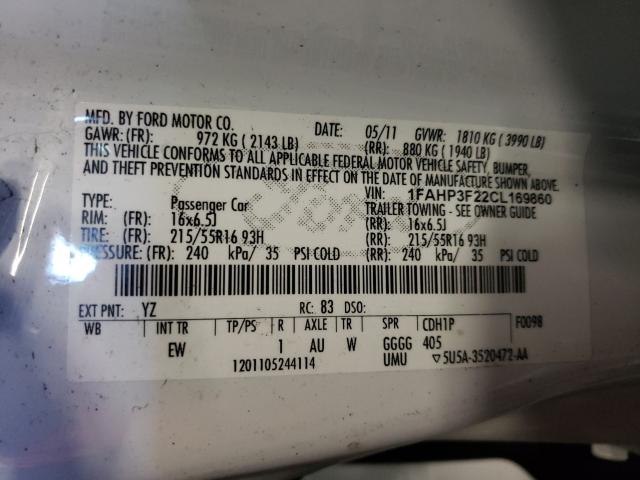 MFD. BY FORD MOTOR CO. DATE: 05/11 GVWR: 1810 KG ( 3990 LB)
GAWR: (FR): 972 KG ( 2143 LB) (RR): 880 KG ( 1940 LB)
THIS VEHICLE CONFORMS TO ALL APPLICABLE FEDERAL MOTOR VEHICLE SAFETY, BUMPER,
AND THEFT PREVENTION STANDARDS IN EFFECT ON THE DATE OF MANUFACTURE SHOWN ABOVE
VIN: 1FAHP3F22CL169860
TYPE: Passenger Car TRAILER TOWING - SEE OWNER GUIDE
RIM: (FR): 16x6.5J (RR): 16x6.5J
TIRE: (FR): 215/55R16 93H (RR): 215/55R16 93H
PRESSURE: (FR): 240 kPa/ 35 PSI COLD (RR): 240 kPa/ 35 PSI COLD
EXT PNT: YZ RC: 83 DSO:
WB INT TR TP/PS R AXLE TR SPR CDH1P F0098
EW 1 AU W GGGG 405
1201105244114 UMU ▽5U5A-3520472-AA